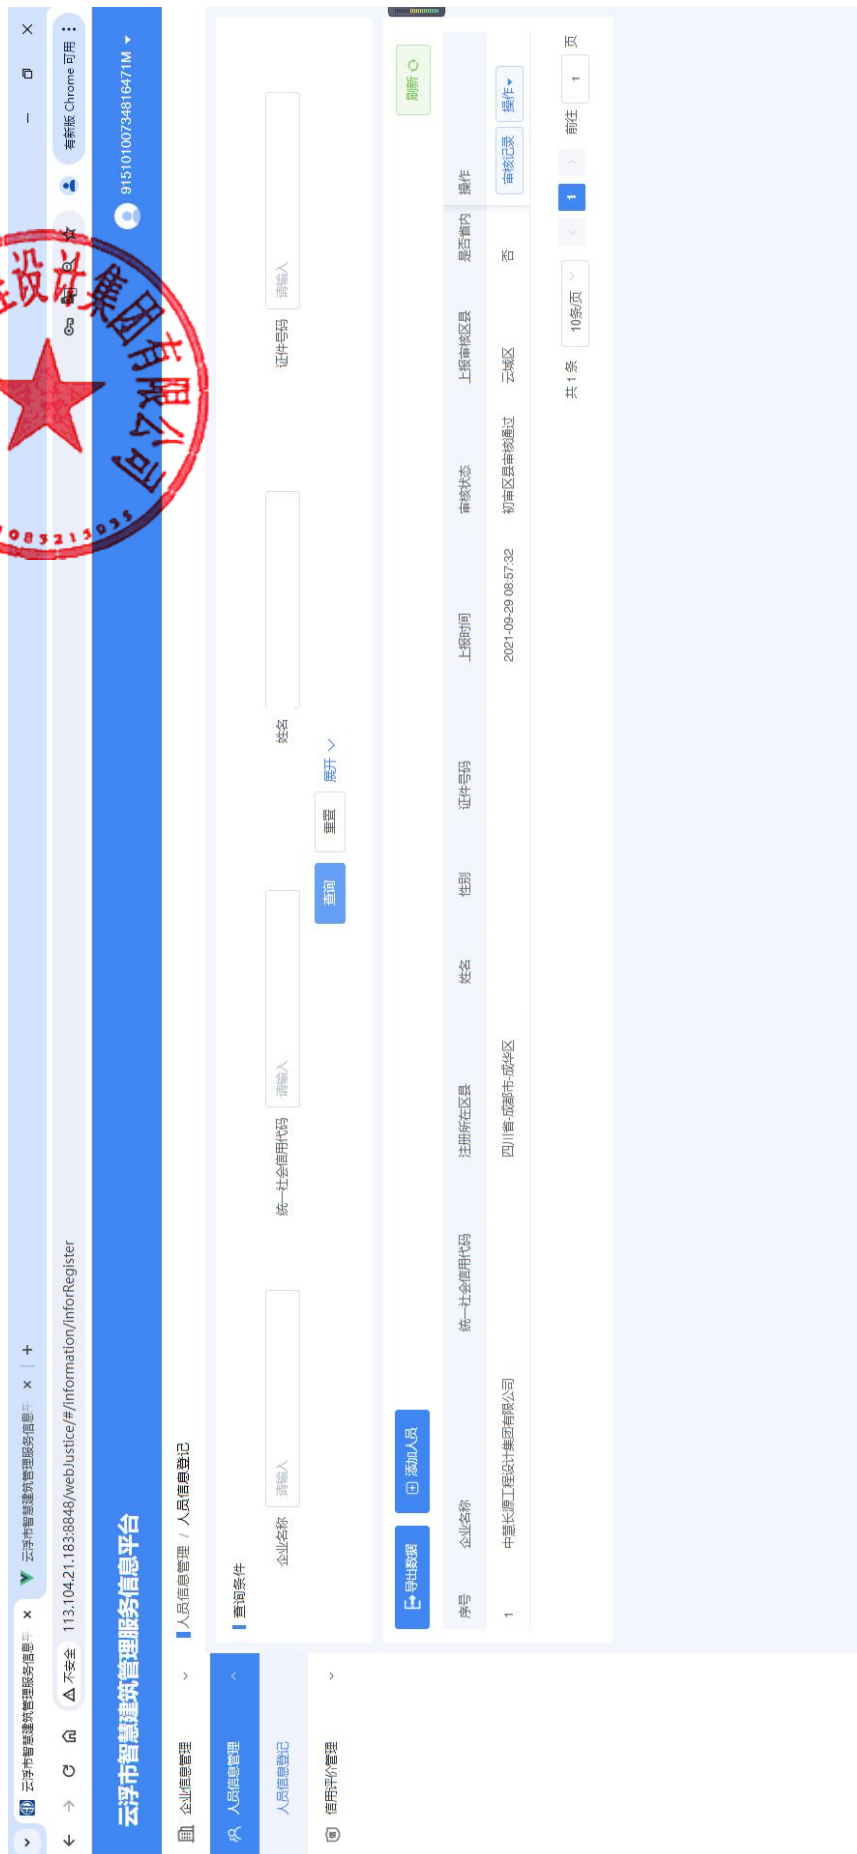 云浮市智慧建筑管理服务信息平 × 云浮市智慧建筑管理服务信息平 × +
不安全 113.104.21.183:8848/webJustice/#/information/inforRegister 有新版 Chrome 可用
云浮市智慧建筑管理服务信息平台 91510100734816471M
设计集团有限公司
085215035
企业信息管理
人员信息管理
人员信息登记
信用评价管理
人员信息管理 / 人员信息登记
查询条件
企业名称 请输入 统一社会信用代码 请输入 姓名 证件号码 请输入
查询 重置 展开
导出数据 添加人员 刷新
序号 企业名称 统一社会信用代码 注册所在区县 姓名 性别 证件号码 上报时间 审核状态 上报审核区县 是否省内 操作
1 中慧长源工程设计集团有限公司 四川省-成都市-成华区 2021-09-29 08:57:32 初审区县审核通过 云城区 否 审核记录 操作
共 1 条 10条/页 1 前往 1 页